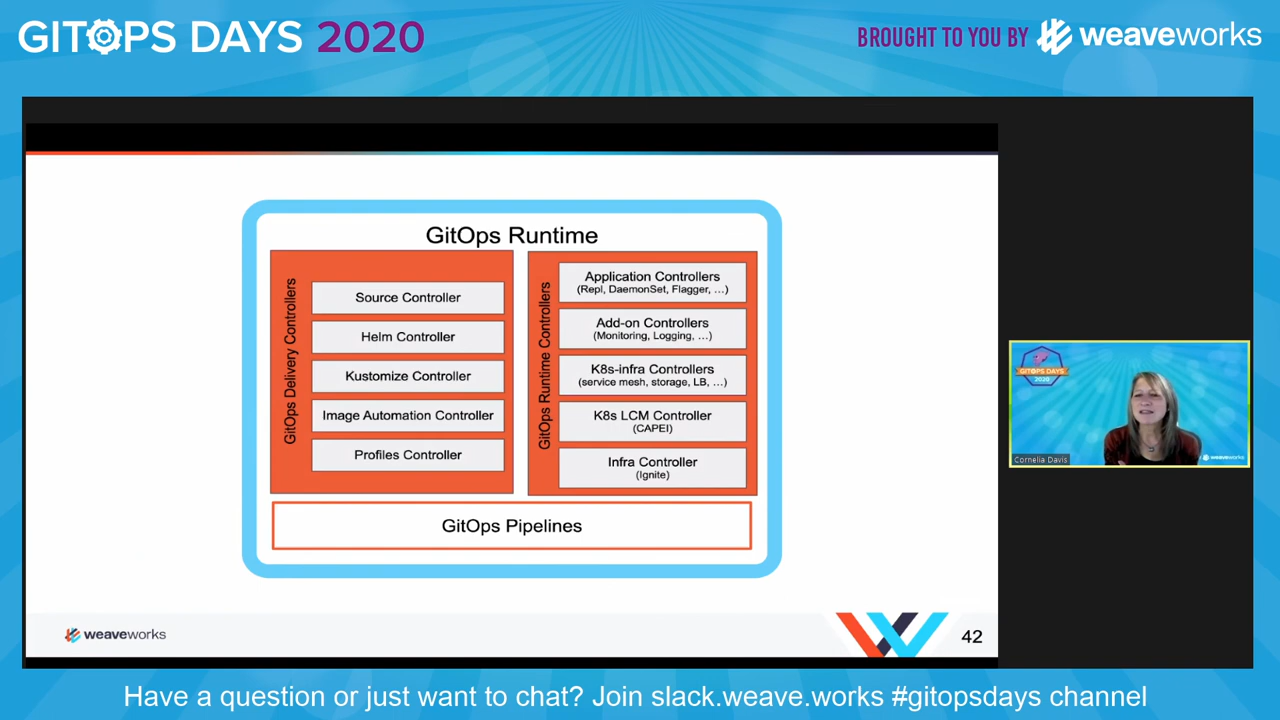 GITOPS DAYS 2020
BROUGHT TO YOU BY weaveworks
GitOps Runtime
GitOps Delivery Controllers
Source Controller
Helm Controller
Kustomize Controller
Image Automation Controller
Profiles Controller
GitOps Runtime Controllers
Application Controllers
(Repl, DaemonSet, Flagger, ...)
Add-on Controllers
(Monitoring, Logging, ...)
K8s-infra Controllers
(service mesh, storage, LB, ...)
K8s LCM Controller
(CAPEI)
Infra Controller
(Ignite)
GitOps Pipelines
weaveworks
42
GITOPS DAYS
2020
Cornelia Davis
weaveworks
Have a question or just want to chat? Join slack.weave.works #gitopsdays channel